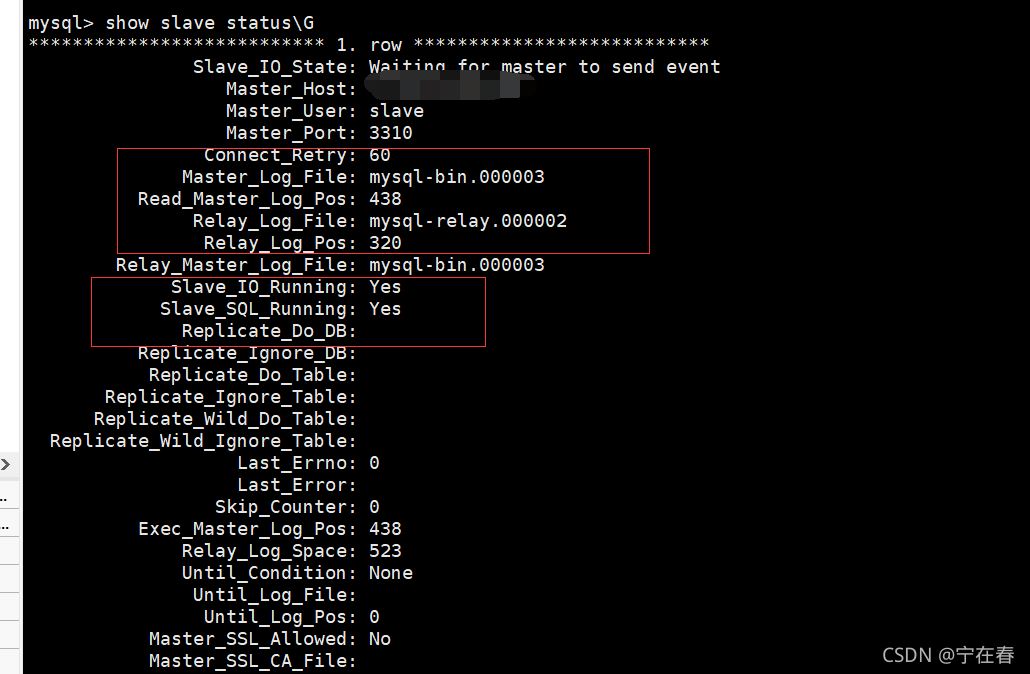 mysql> show slave status\G
*************************** 1. row ***************************
Slave_IO_State: Waiting for master to send event
Master_Host:
Master_User: slave
Master_Port: 3310
Connect_Retry: 60
Master_Log_File: mysql-bin.000003
Read_Master_Log_Pos: 438
Relay_Log_File: mysql-relay.000002
Relay_Log_Pos: 320
Relay_Master_Log_File: mysql-bin.000003
Slave_IO_Running: Yes
Slave_SQL_Running: Yes
Replicate_Do_DB:
Replicate_Ignore_DB:
Replicate_Do_Table:
Replicate_Ignore_Table:
Replicate_Wild_Do_Table:
Replicate_Wild_Ignore_Table:
Last_Errno: 0
Last_Error:
Skip_Counter: 0
Exec_Master_Log_Pos: 438
Relay_Log_Space: 523
Until_Condition: None
Until_Log_File:
Until_Log_Pos: 0
Master_SSL_Allowed: No
Master_SSL_CA_File:
CSDN @宁在春